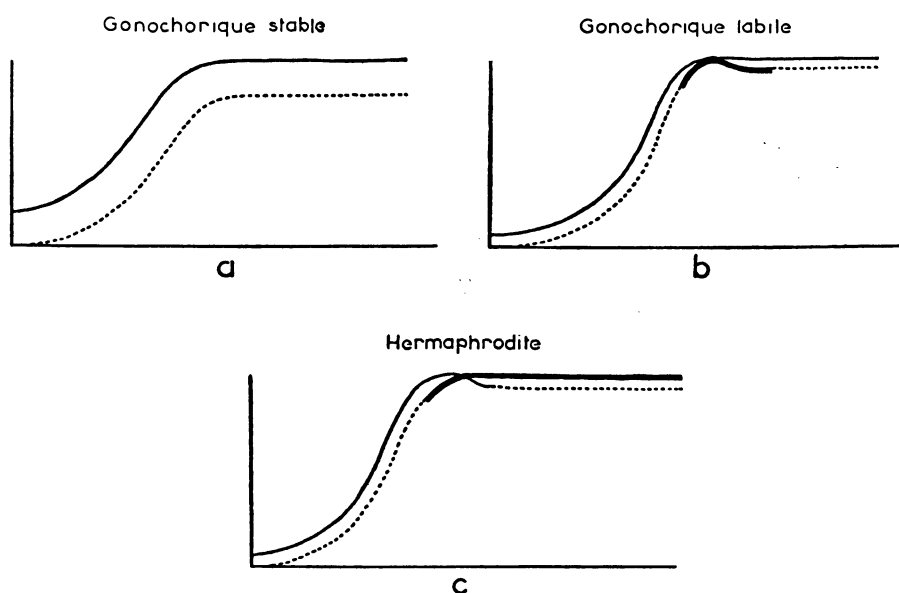 Gonochorique stable
Gonochorique labile
a
b
Hermaphrodite
c